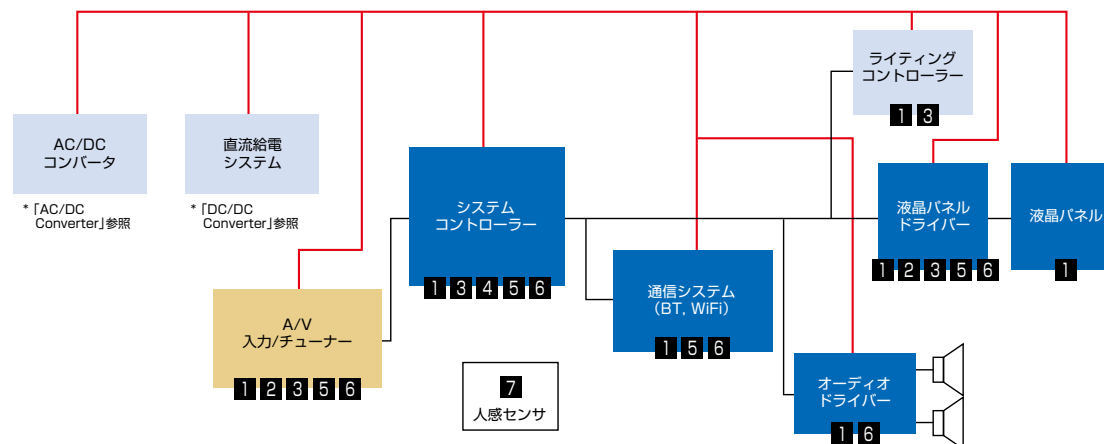 AC/DC
コンバータ
*「AC/DC
Converter」参照
直流給電
システム
*「DC/DC
Converter」参照
A/V
入力/チューナー
1 2 3 5 6
システム
コントローラー
1 3 4 5 6
7
人感センサ
通信システム
(BT, WiFi)
1 5 6
ライティング
コントローラー
1 3
オーディオ
ドライバー
1 6
液晶パネル
ドライバー
1 2 3 5 6
液晶パネル
1